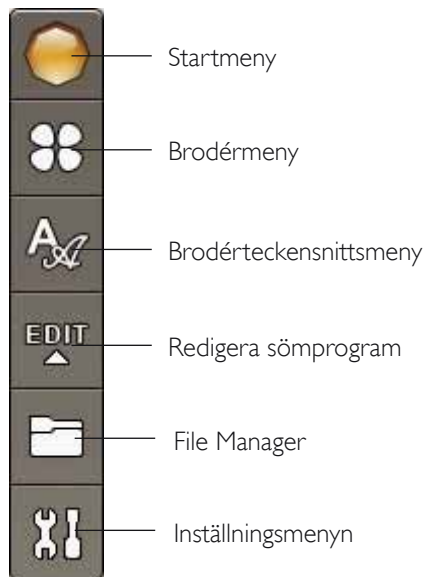 Startmeny
Brodérmeny
A A
Brodérteckensnittsmeny
EDIT
Redigera sömprogram
File Manager
Inställningsmenyn